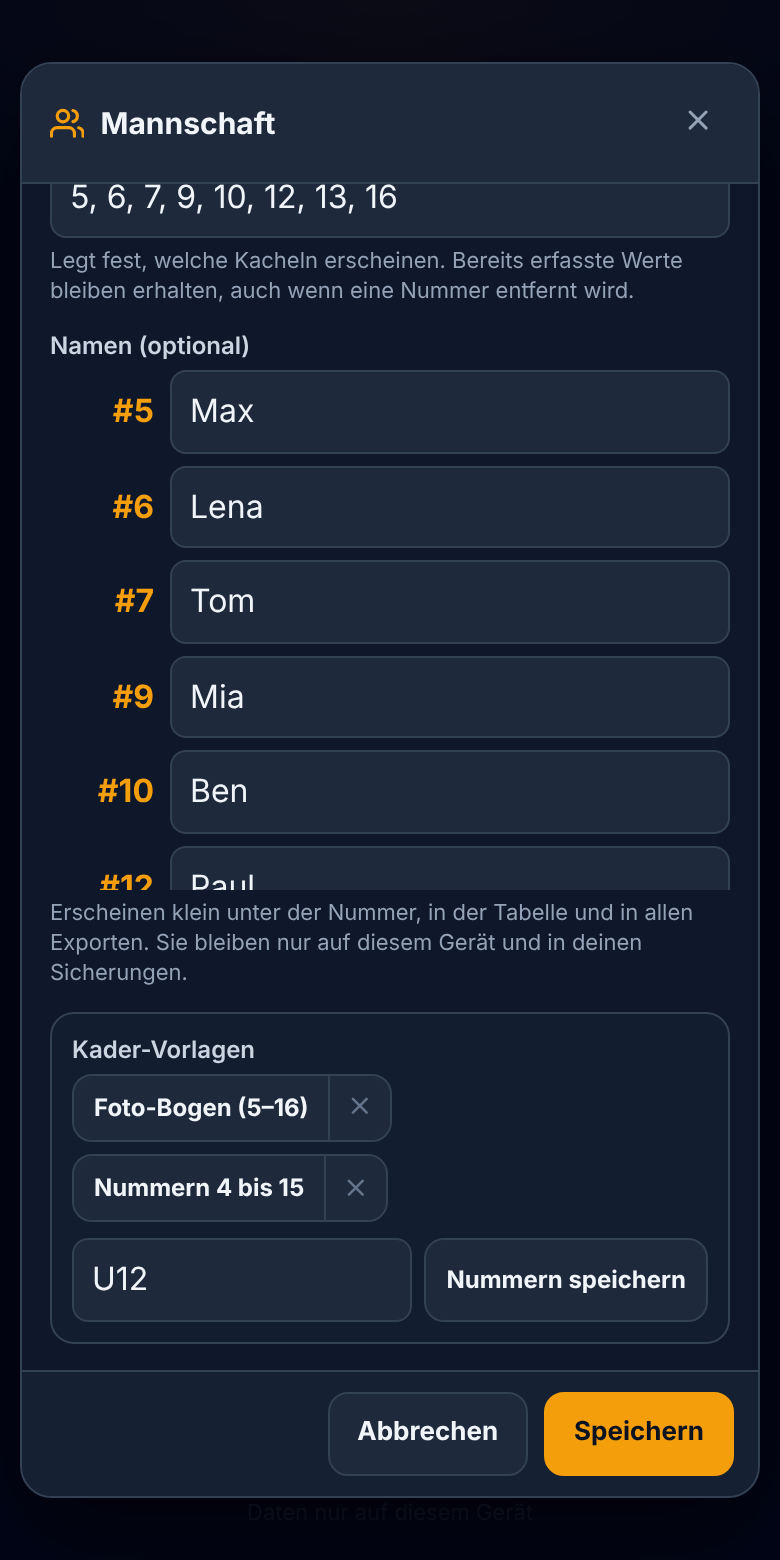 Mannschaft
5, 6, 7, 9, 10, 12, 13, 16
Legt fest, welche Kacheln erscheinen. Bereits erfasste Werte
bleiben erhalten, auch wenn eine Nummer entfernt wird.
Namen (optional)
#5 Max
#6 Lena
#7 Tom
#9 Mia
#10 Ben
#12 Paul
Erscheinen klein unter der Nummer, in der Tabelle und in allen
Exporten. Sie bleiben nur auf diesem Gerät und in deinen
Sicherungen.
Kader-Vorlagen
Foto-Bogen (5–16)
Nummern 4 bis 15
U12 Nummern speichern
Abbrechen Speichern
Daten nur auf diesem Gerät